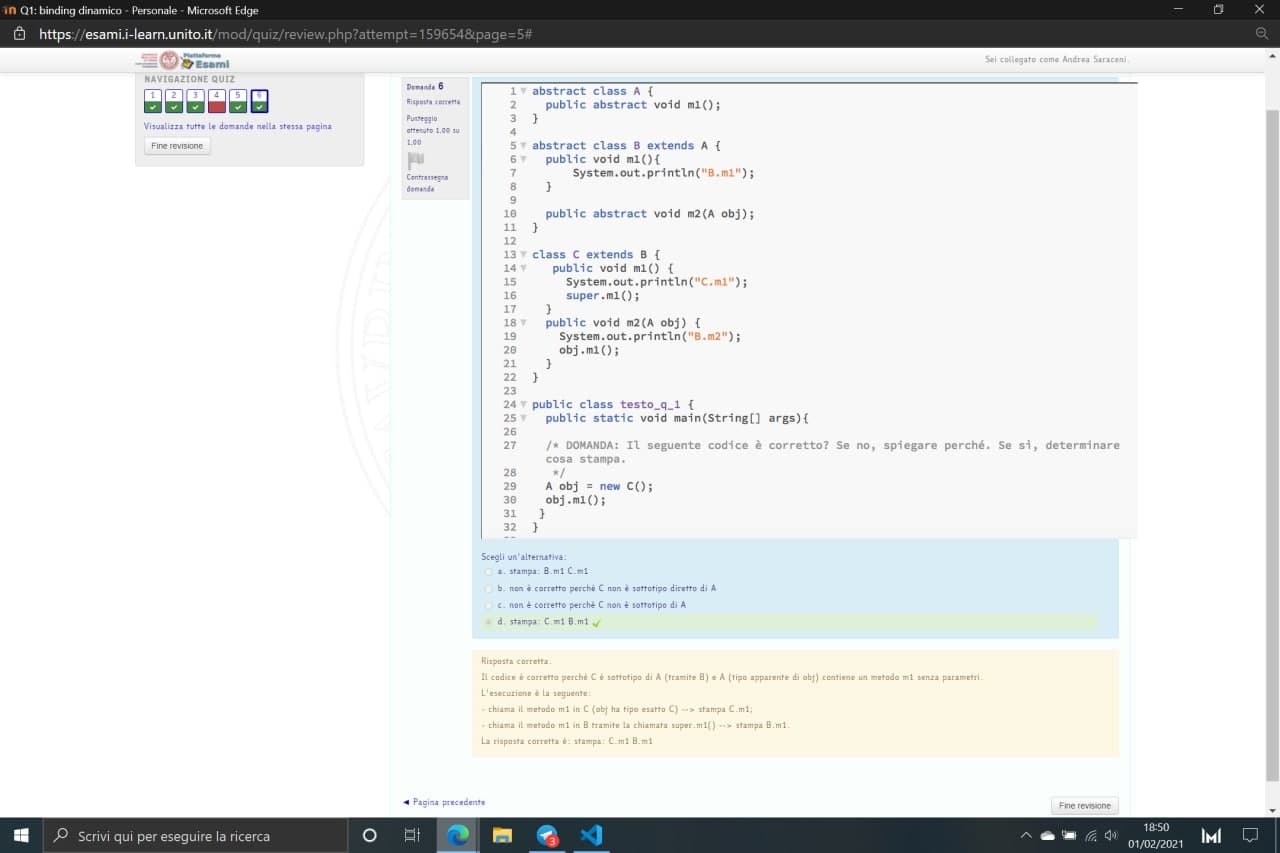 Q1: binding dinamico - Personale - Microsoft Edge
https://esami.i-learn.unito.it/mod/quiz/review.php?attempt=159654&page=5#
Piattaforma
Esami
Sei collegato come Andrea Saraceni.
NAVIGAZIONE QUIZ
1 2 3 4 5 6
Visualizza tutte le domande nella stessa pagina
Fine revisione
Domanda 6
Risposta corretta
Punteggio
ottenuto 1,00 su
1,00
Contrassegna
domanda
1 abstract class A {
2 public abstract void m1();
3 }
4
5 abstract class B extends A {
6 public void m1(){
7 System.out.println("B.m1");
8 }
9
10 public abstract void m2(A obj);
11 }
12
13 class C extends B {
14 public void m1() {
15 System.out.println("C.m1");
16 super.m1();
17 }
18 public void m2(A obj) {
19 System.out.println("B.m2");
20 obj.m1();
21 }
22 }
23
24 public class testo_q_1 {
25 public static void main(String[] args){
26
27 /* DOMANDA: Il seguente codice è corretto? Se no, spiegare perché. Se sì, determinare
cosa stampa.
28 */
29 A obj = new C();
30 obj.m1();
31 }
32 }
Scegli un'alternativa:
a. stampa: B.m1 C.m1
b. non è corretto perché C non è sottotipo diretto di A
c. non è corretto perché C non è sottotipo di A
d. stampa: C.m1 B.m1
Risposta corretta.
Il codice è corretto perché C è sottotipo di A (tramite B) e A (tipo apparente di obj) contiene un metodo m1 senza parametri.
L'esecuzione è la seguente:
- chiama il metodo m1 in C (obj ha tipo esatto C) --> stampa C.m1;
- chiama il metodo m1 in B tramite la chiamata super.m1() --> stampa B.m1.
La risposta corretta è: stampa: C.m1 B.m1
◄ Pagina precedente
Fine revisione
Scrivi qui per eseguire la ricerca
3
18:50
01/02/2021